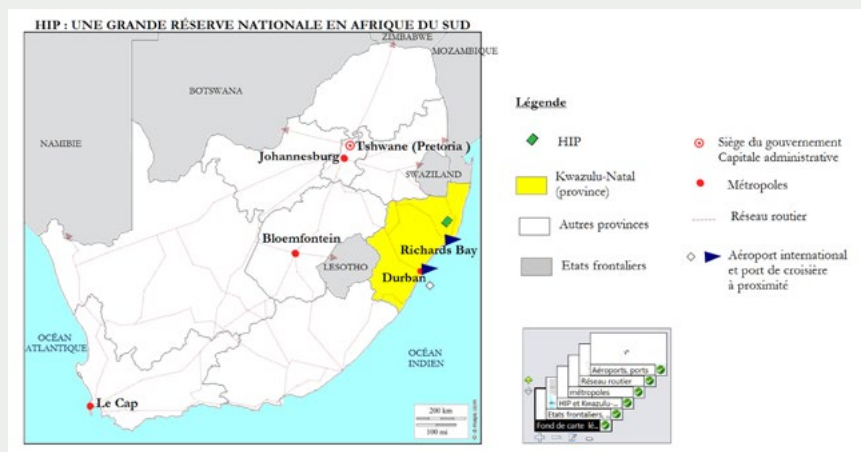 HIP : UNE GRANDE RÉSERVE NATIONALE EN AFRIQUE DU SUD
ZIMBABWE
MOZAMBIQUE
BOTSWANA
NAMIBIE
Tshwane (Pretoria )
Johannesburg
SWAZILAND
Bloemfontein
Richards Bay
LESOTHO
Durban
OCÉAN
ATLANTIQUE
OCÉAN
INDIEN
Le Cap
200 km
100 mi
© d-maps.com
Légende
HIP
Kwazulu-Natal
(province)
Autres provinces
Etats frontaliers
Siège du gouvernement
Capitale administrative
Métropoles
Réseau routier
Aéroport international
et port de croisière
à proximité
Aéroports, ports
Réseau routier
métropoles
HIP et Kwazulu-...
Etats frontaliers, ...
Fond de carte lé...